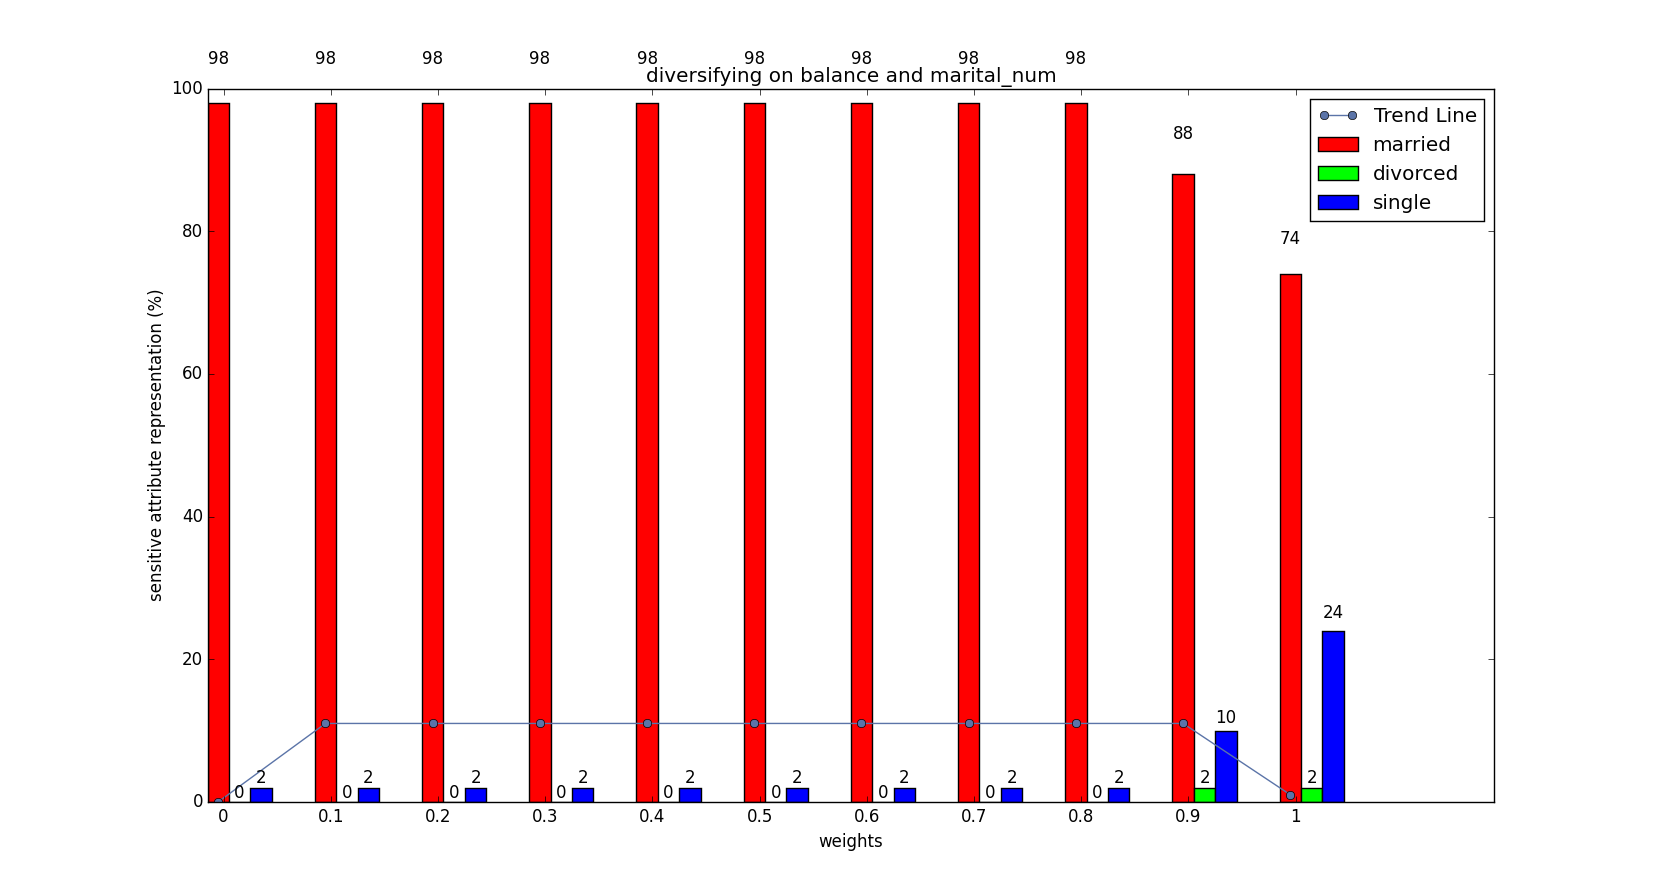 98 98 98 98 98 98 98 98 98
diversifying on balance and marital_num
100
80
60
40
20
0
sensitive attribute representation (%)
Trend Line
married
divorced
single
88
74
24
10
0 2 0 2 0 2 0 2 0 2 0 2 0 2 0 2 0 2 2 2
0 0.1 0.2 0.3 0.4 0.5 0.6 0.7 0.8 0.9 1
weights